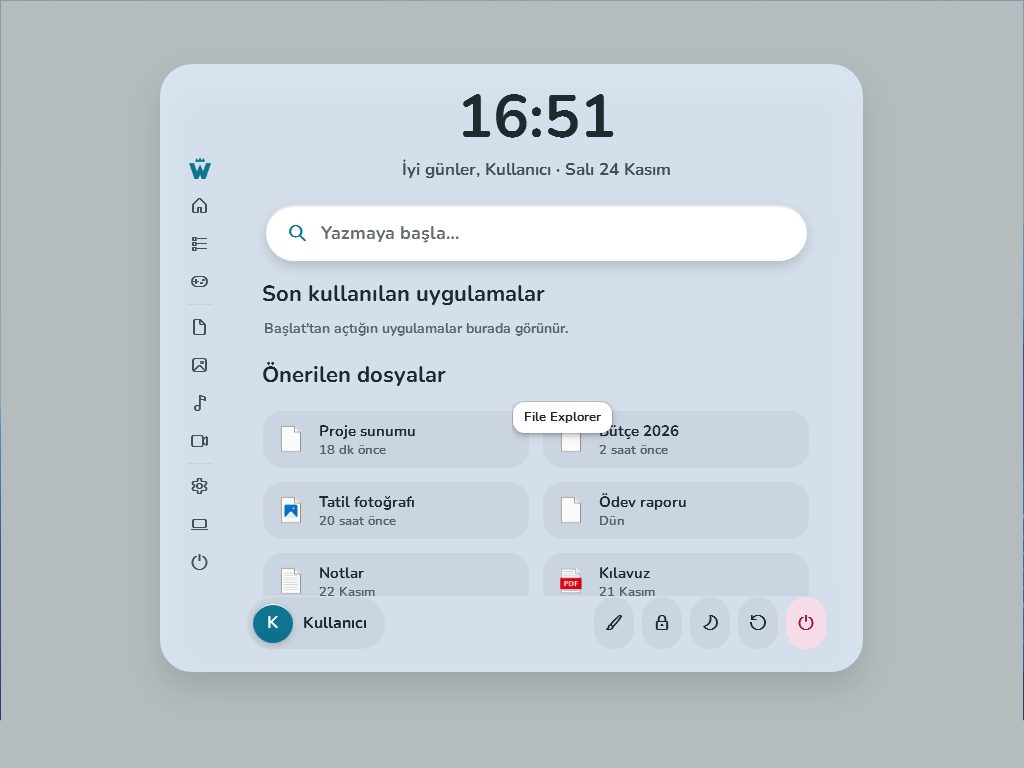 16:51
İyi günler, Kullanıcı · Salı 24 Kasım
Yazmaya başla...
Son kullanılan uygulamalar
Başlat'tan açtığın uygulamalar burada görünür.
Önerilen dosyalar
File Explorer
Proje sunumu
18 dk önce
Bütçe 2026
2 saat önce
Tatil fotoğrafı
20 saat önce
Ödev raporu
Dün
Notlar
22 Kasım
PDF
Kılavuz
21 Kasım
K
Kullanıcı